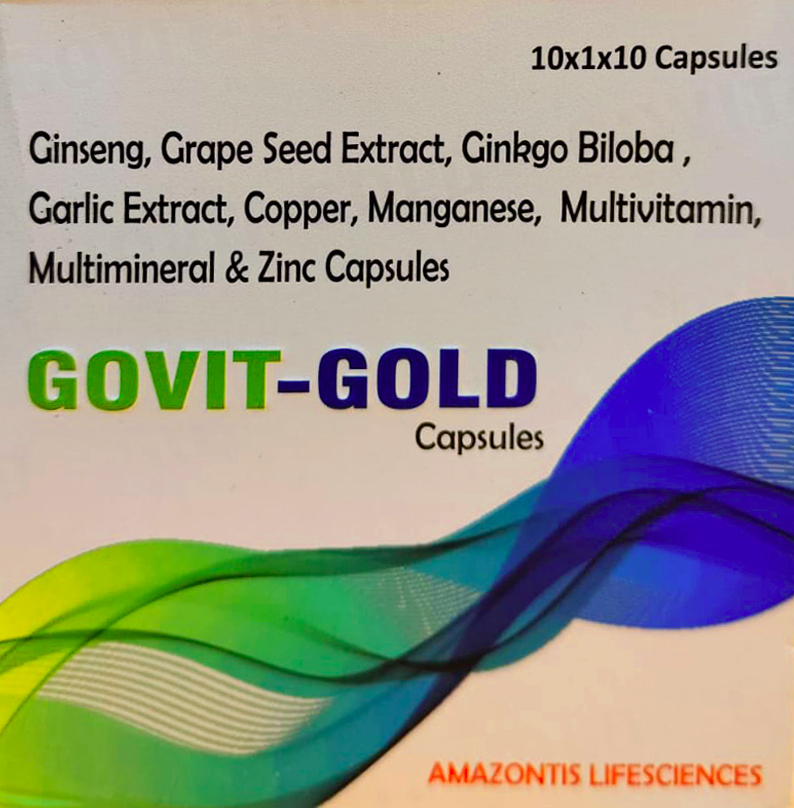 10x1x10 Capsules
Ginseng, Grape Seed Extract, Ginkgo Biloba ,
Garlic Extract, Copper, Manganese, Multivitamin,
Multimineral & Zinc Capsules
GOVIT-GOLD
Capsules
AMAZONTIS LIFESCIENCES